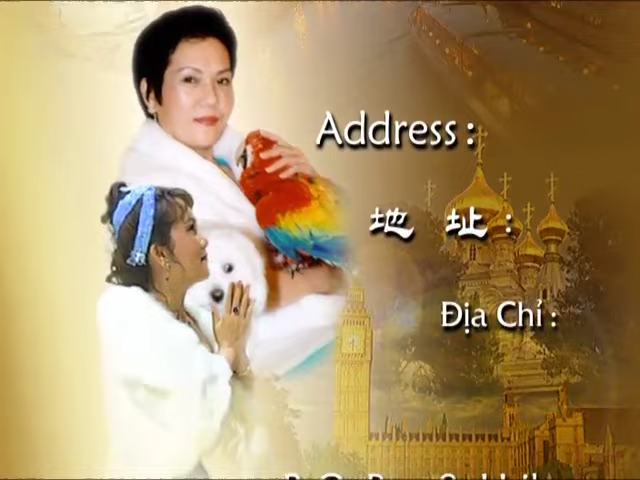 Address :
地 址 :
Địa Chỉ :